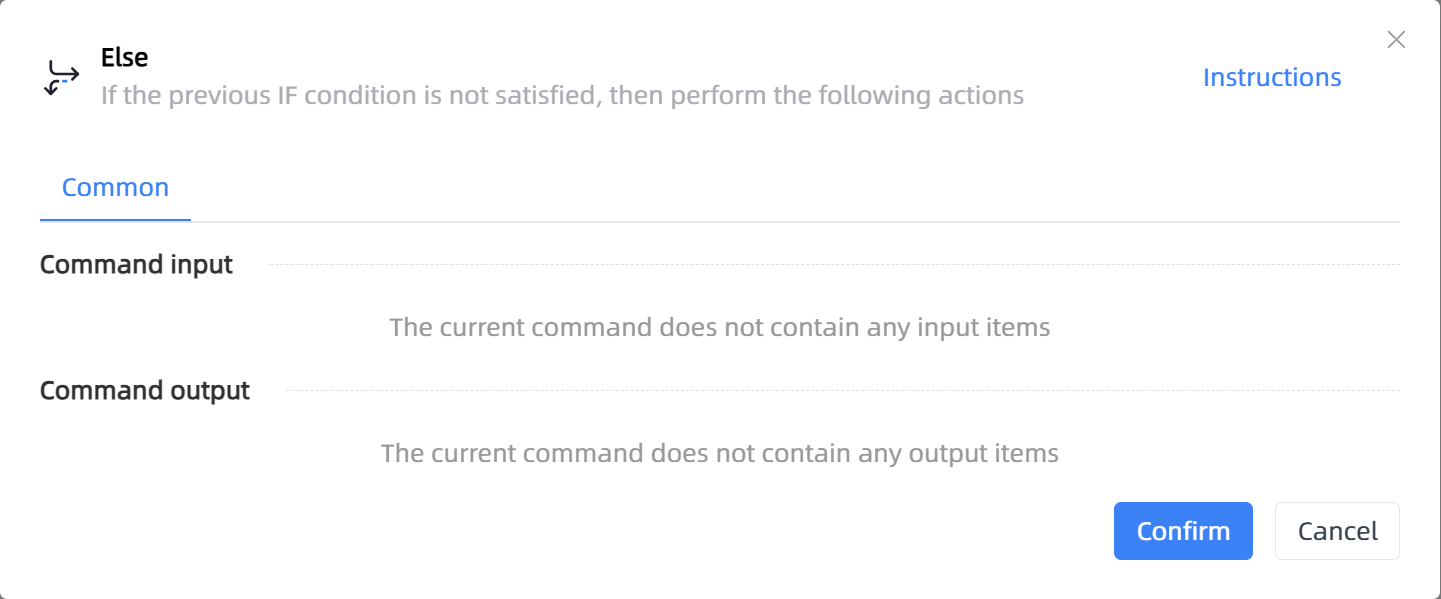 Else
If the previous IF condition is not satisfied, then perform the following actions
Instructions
Common
Command input
The current command does not contain any input items
Command output
The current command does not contain any output items
Confirm
Cancel